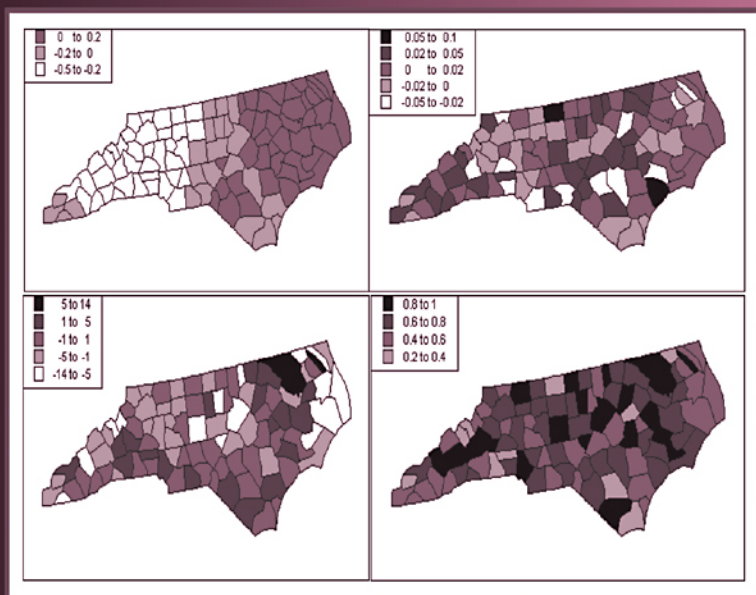 0 to 0.2
-0.2 to 0
-0.5 to -0.2
0.05 to 0.1
0.02 to 0.05
0 to 0.02
-0.02 to 0
-0.05 to -0.02
5 to 14
1 to 5
-1 to 1
-5 to -1
-14 to -5
0.8 to 1
0.6 to 0.8
0.4 to 0.6
0.2 to 0.4